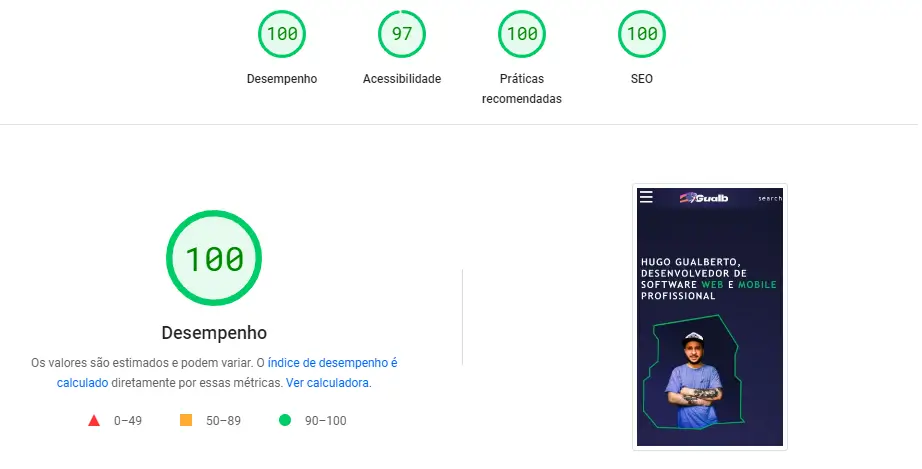 100
97
100
100
Desempenho
Acessibilidade
Práticas
recomendadas
SEO
100
Desempenho
Os valores são estimados e podem variar. O índice de desempenho é
calculado diretamente por essas métricas. Ver calculadora.
0–49
50–89
90–100
Gualb
search
HUGO GUALBERTO,
DESENVOLVEDOR DE
SOFTWARE WEB E MOBILE
PROFISSIONAL